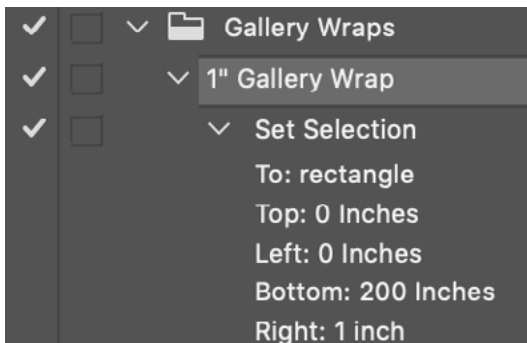 Gallery Wraps
1" Gallery Wrap
Set Selection
To: rectangle
Top: 0 Inches
Left: 0 Inches
Bottom: 200 Inches
Right: 1 inch